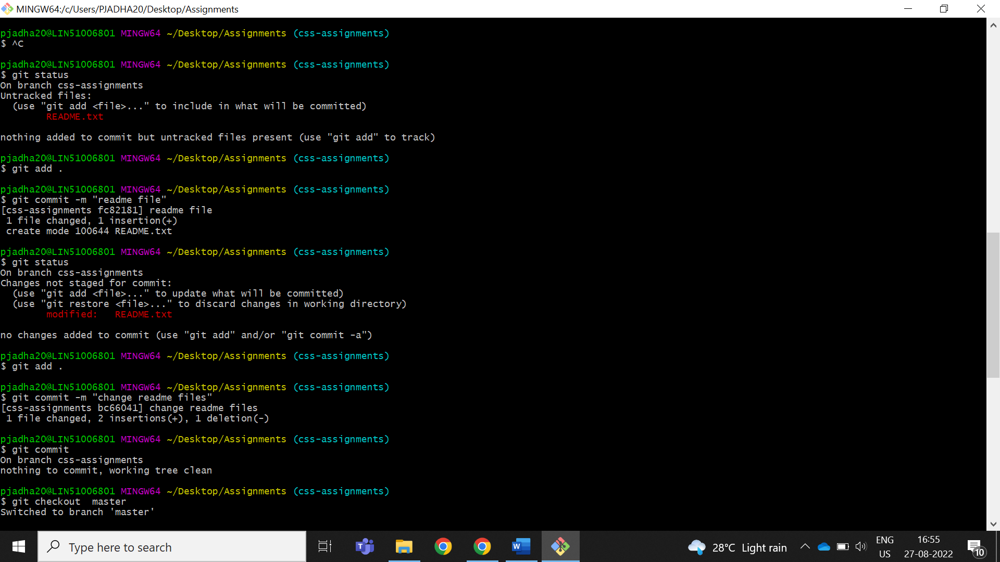 MINGW64:/c/Users/PJADHA20/Desktop/Assignments
pjadha20@LIN51006801 MINGW64 ~/Desktop/Assignments (css-assignments)
$ ^C
pjadha20@LIN51006801 MINGW64 ~/Desktop/Assignments (css-assignments)
$ git status
On branch css-assignments
Untracked files:
  (use "git add <file>..." to include in what will be committed)
        README.txt
nothing added to commit but untracked files present (use "git add" to track)
pjadha20@LIN51006801 MINGW64 ~/Desktop/Assignments (css-assignments)
$ git add .
pjadha20@LIN51006801 MINGW64 ~/Desktop/Assignments (css-assignments)
$ git commit -m "readme file"
[css-assignments fc82181] readme file
 1 file changed, 1 insertion(+)
 create mode 100644 README.txt
pjadha20@LIN51006801 MINGW64 ~/Desktop/Assignments (css-assignments)
$ git status
On branch css-assignments
Changes not staged for commit:
  (use "git add <file>..." to update what will be committed)
  (use "git restore <file>..." to discard changes in working directory)
        modified:   README.txt
no changes added to commit (use "git add" and/or "git commit -a")
pjadha20@LIN51006801 MINGW64 ~/Desktop/Assignments (css-assignments)
$ git add .
pjadha20@LIN51006801 MINGW64 ~/Desktop/Assignments (css-assignments)
$ git commit -m "change readme files"
[css-assignments bc66041] change readme files
 1 file changed, 2 insertions(+), 1 deletion(-)
pjadha20@LIN51006801 MINGW64 ~/Desktop/Assignments (css-assignments)
$ git commit
On branch css-assignments
nothing to commit, working tree clean
pjadha20@LIN51006801 MINGW64 ~/Desktop/Assignments (css-assignments)
$ git checkout  master
Switched to branch 'master'
Type here to search
28°C Light rain
ENG
US
16:55
27-08-2022
10